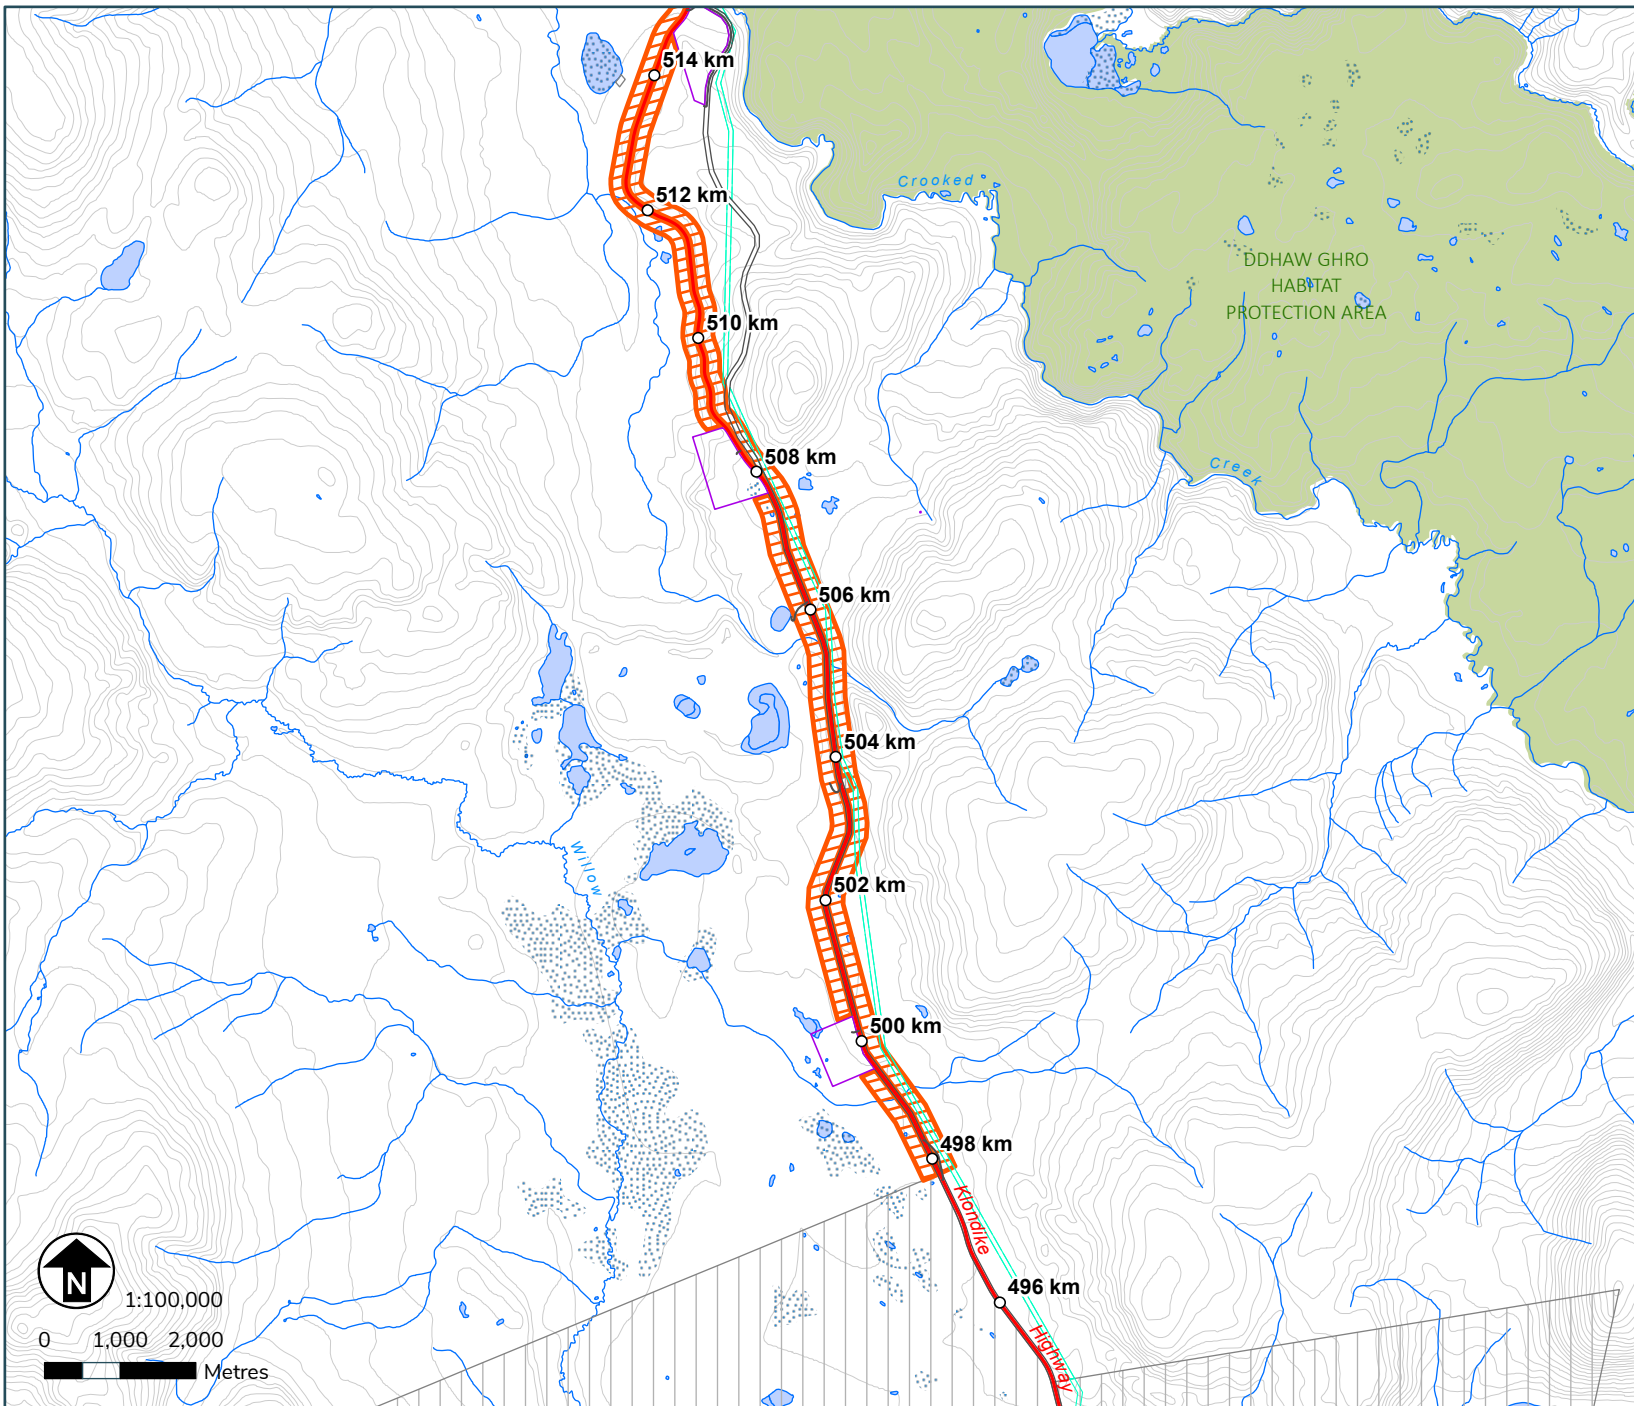 514 km
Crooked
512 km
DDHAW GHRO
HABITAT
PROTECTION AREA
510 km
508 km
Creek
506 km
504 km
Willow
502 km
500 km
498 km
Klondike
496 km
Highway
N
1:100,000
0 1,000 2,000
Metres